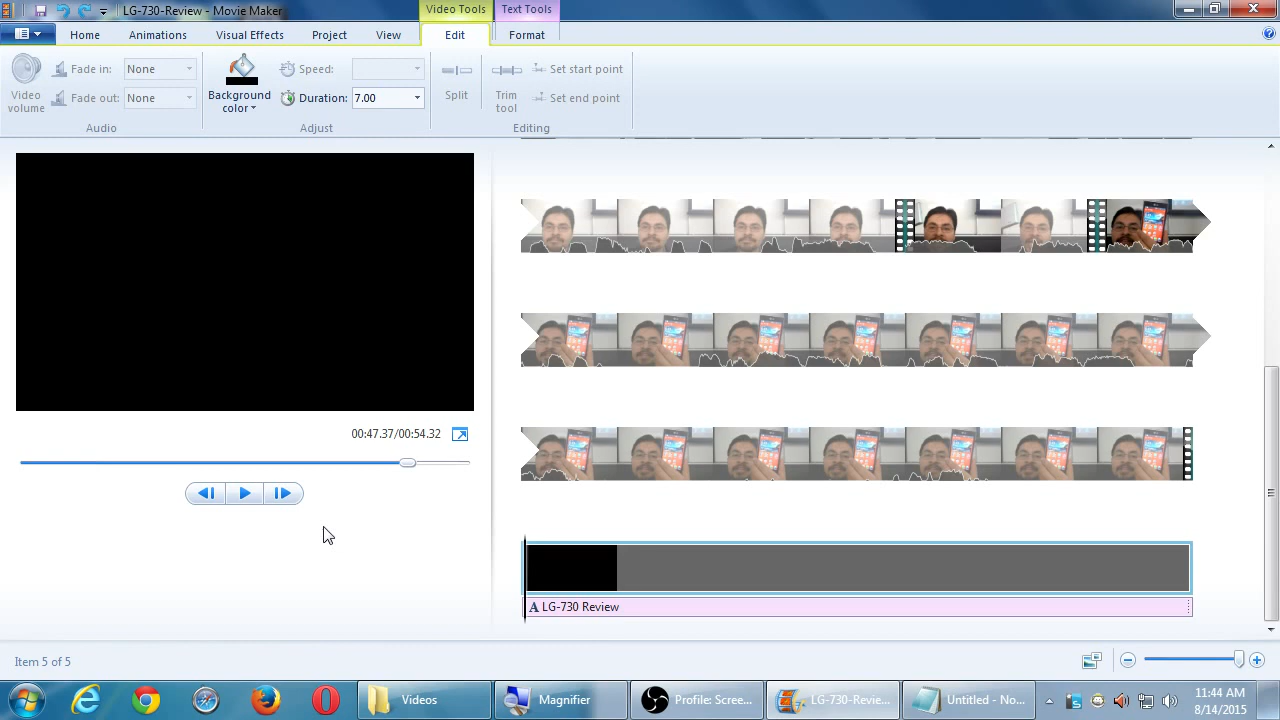 LG-730-Review - Movie Maker
Video Tools
Text Tools
Home
Animations
Visual Effects
Project
View
Edit
Format
Video volume
Fade in:
None
Fade out:
None
Audio
Background color
Speed:
Duration:
7.00
Adjust
Split
Trim tool
Set start point
Set end point
Editing
00:47.37/00:54.32
A LG-730 Review
Item 5 of 5
Videos
Magnifier
Profile: Scree...
LG-730-Revie...
Untitled - No...
11:44 AM
8/14/2015